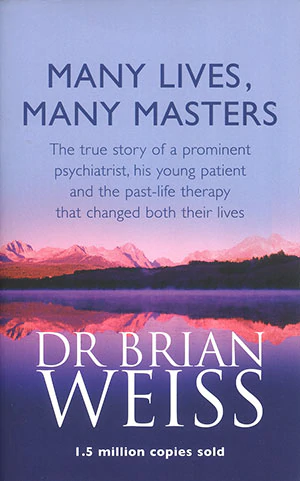 MANY LIVES,
MANY MASTERS
The true story of a prominent
psychiatrist, his young patient
and the past-life therapy
that changed both their lives
DR BRIAN
WEISS
1.5 million copies sold